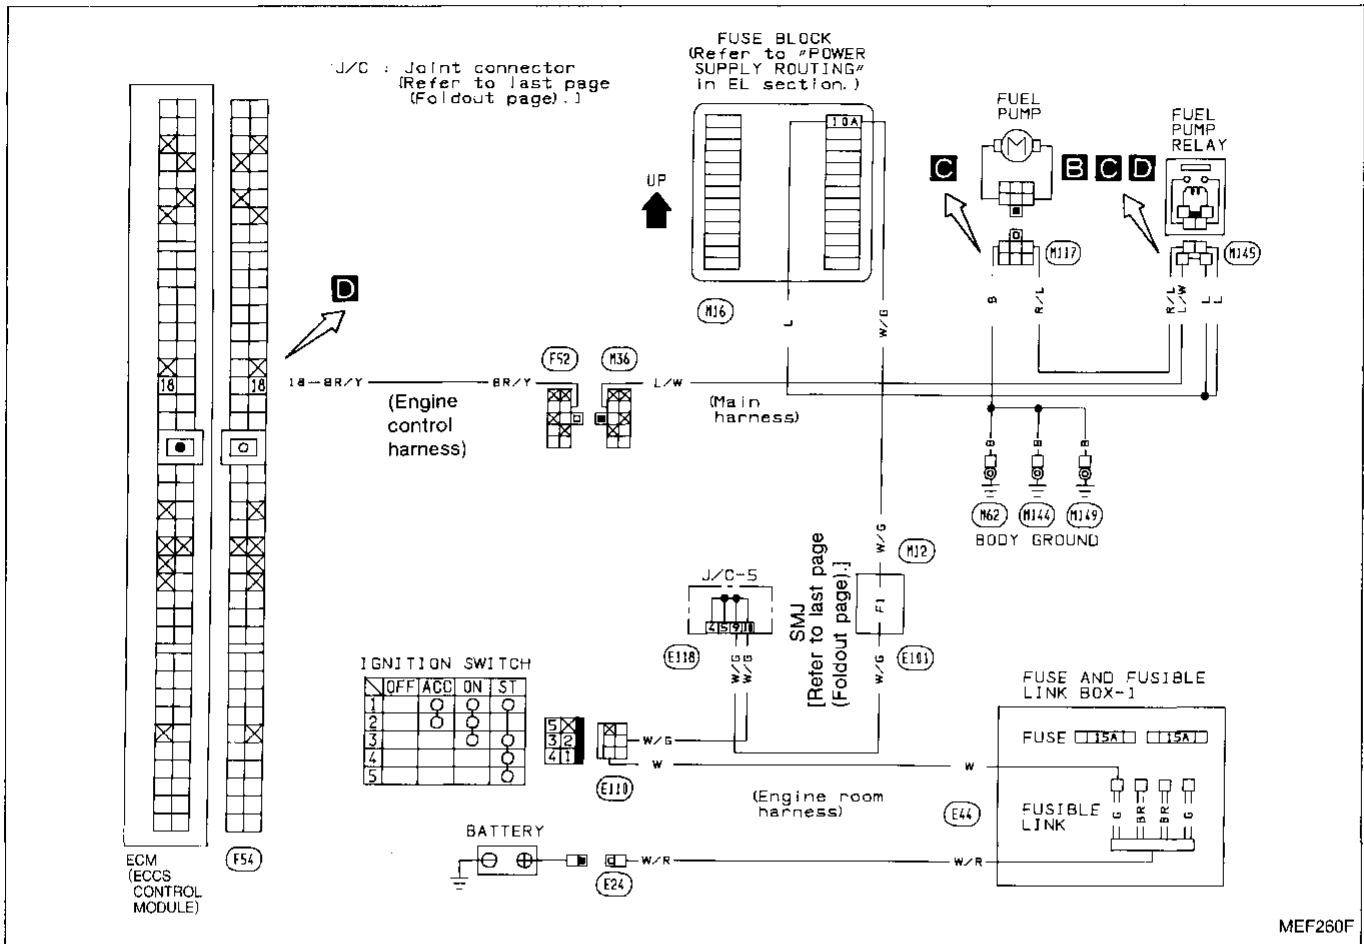 J/C : Joint connector
[Refer to last page
(Foldout page).]
FUSE BLOCK
(Refer to "POWER
SUPPLY ROUTING"
in EL section.)
10A
UP
FUEL
PUMP
M
FUEL
PUMP
RELAY
C
B C D
M117
M145
M16
L
W/G
B
R/L
R/L
L/W
L
L
D
F52
M36
18
18
18-BR/Y
BR/Y
L/W
(Engine
control
harness)
(Main
harness)
B
B
B
M62
M144
M149
BODY GROUND
W/G
M12
J/C-5
4 5 9 10
SMJ
[Refer to last page
(Foldout page).]
F1
E118
W/G
W/G
W/G
E101
IGNITION SWITCH
OFF ACC ON ST
1
2
3
4
5
5
3 2
4 1
W/G
W
W
E110
(Engine room
harness)
E44
FUSE AND FUSIBLE
LINK BOX-1
FUSE 15A 15A
FUSIBLE
LINK
G
BR
BR
G
BATTERY
W/R
W/R
E24
ECM
(ECCS
CONTROL
MODULE)
F54
MEF260F